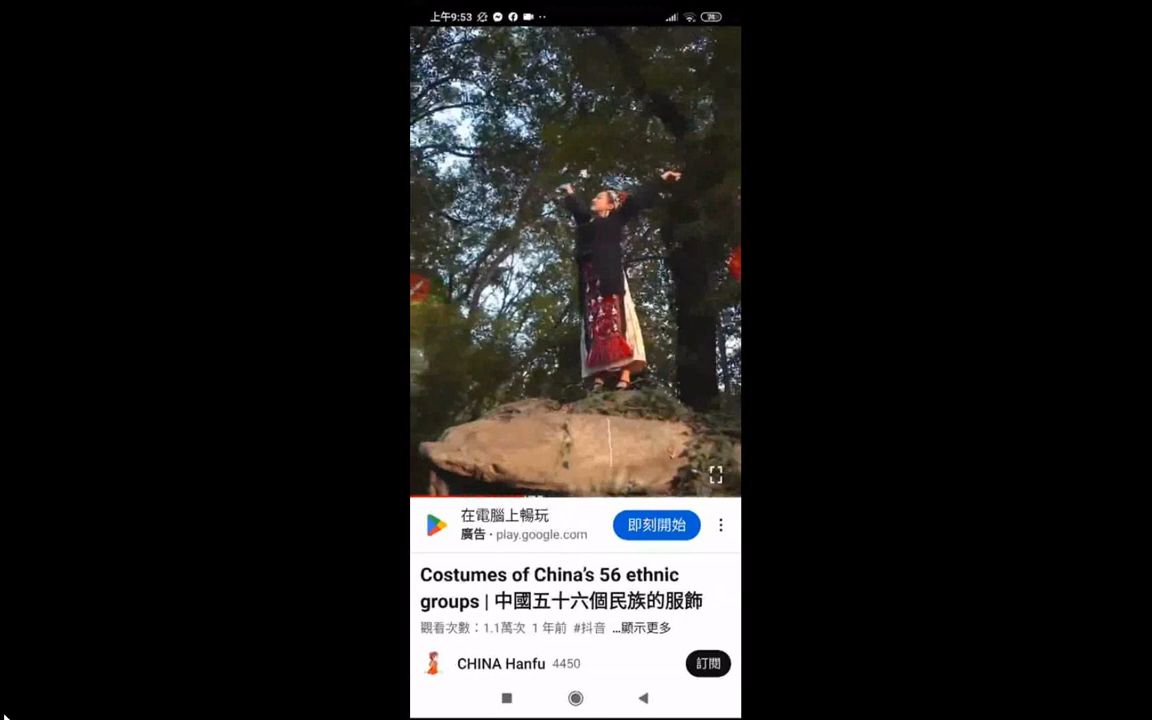 上午9:53
在電腦上暢玩
廣告 · play.google.com
即刻開始
Costumes of China's 56 ethnic
groups | 中國五十六個民族的服飾
觀看次數：1.1萬次 1 年前 #抖音 ...顯示更多
CHINA Hanfu 4450
訂閱